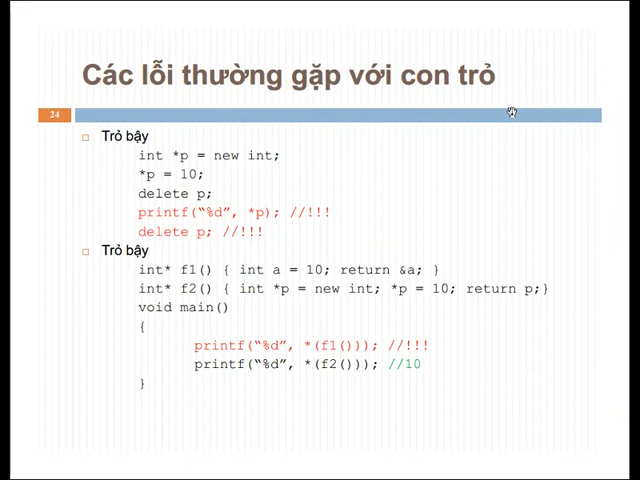 Các lỗi thường gặp với con trỏ
24
Trỏ bậy
int *p = new int;
*p = 10;
delete p;
printf(“%d”, *p); //!!!
delete p; //!!!
Trỏ bậy
int* f1() { int a = 10; return &a; }
int* f2() { int *p = new int; *p = 10; return p;}
void main()
{
printf(“%d”, *(f1())); //!!!
printf(“%d”, *(f2())); //10
}